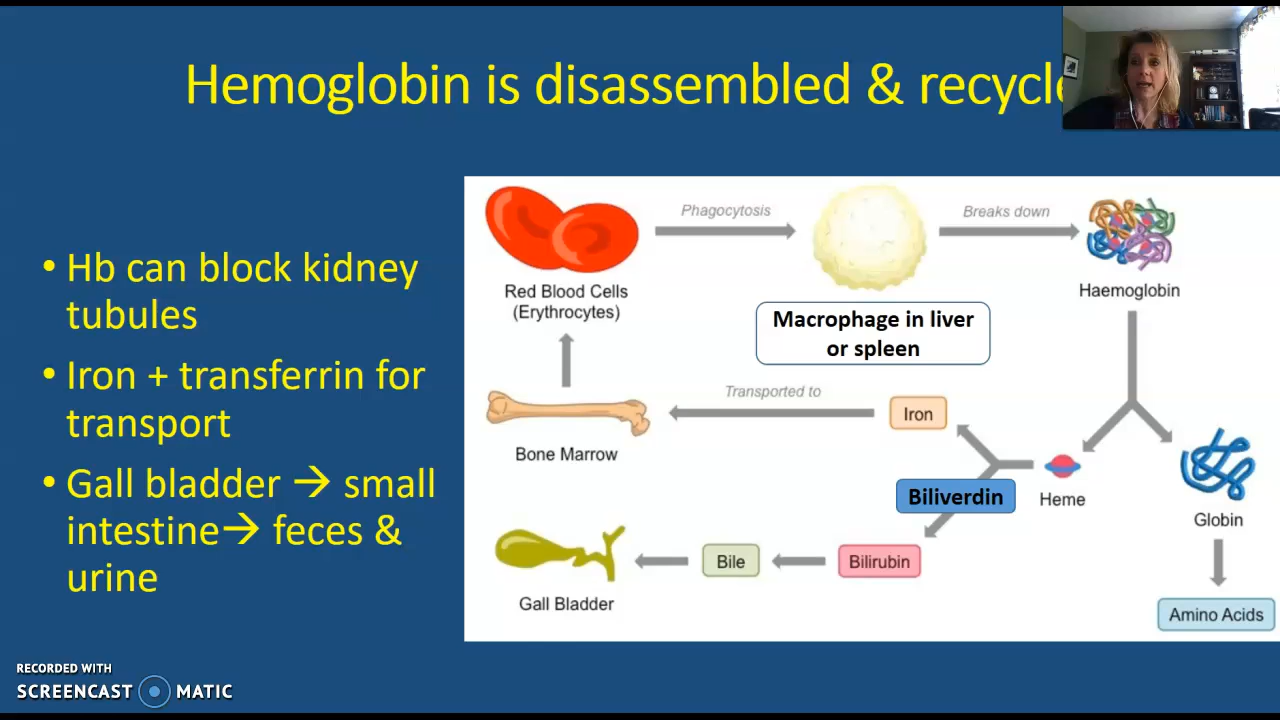 Hemoglobin is disassembled & recycle
• Hb can block kidney
tubules
• Iron + transferrin for
transport
• Gall bladder → small
intestine→ feces &
urine
Phagocytosis
Breaks down
Red Blood Cells
(Erythrocytes)
Macrophage in liver
or spleen
Haemoglobin
Transported to
Iron
Bone Marrow
Biliverdin
Heme
Globin
Bilirubin
Bile
Gall Bladder
Amino Acids
RECORDED WITH
SCREENCAST MATIC